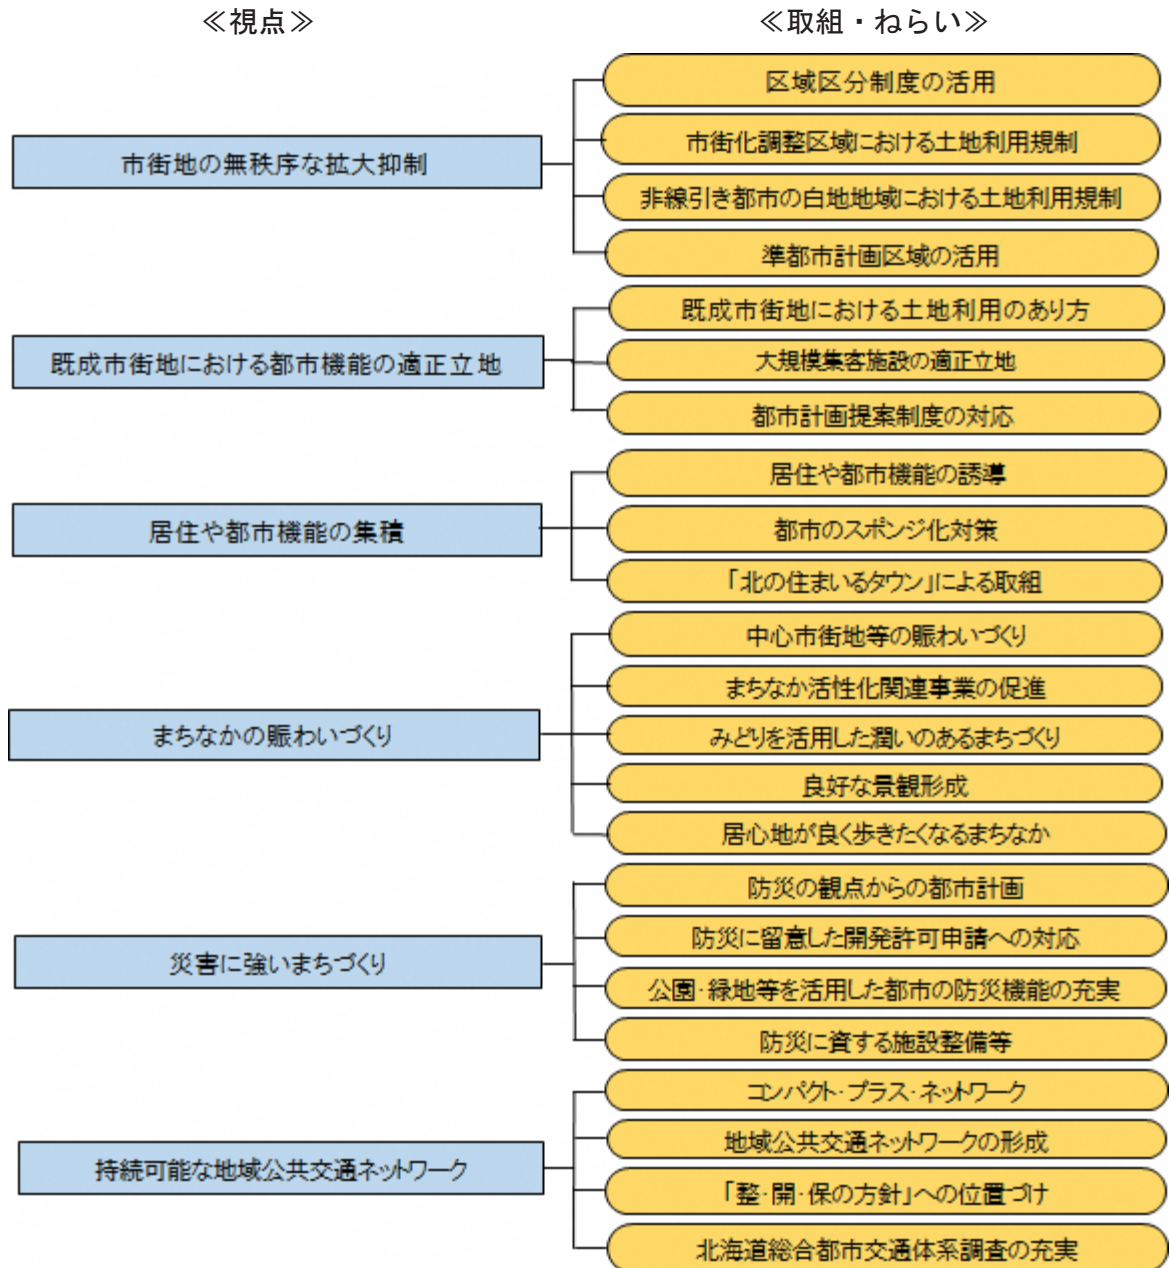 ≪視点≫
≪取組・ねらい≫
市街地の無秩序な拡大抑制
区域区分制度の活用
市街化調整区域における土地利用規制
非線引き都市の白地地域における土地利用規制
準都市計画区域の活用
既成市街地における都市機能の適正立地
既成市街地における土地利用のあり方
大規模集客施設の適正立地
都市計画提案制度の対応
居住や都市機能の集積
居住や都市機能の誘導
都市のスポンジ化対策
「北の住まいるタウン」による取組
まちなかの賑わいづくり
中心市街地等の賑わいづくり
まちなか活性化関連事業の促進
みどりを活用した潤いのあるまちづくり
良好な景観形成
居心地が良く歩きたくなるまちなか
災害に強いまちづくり
防災の観点からの都市計画
防災に留意した開発許可申請への対応
公園・緑地等を活用した都市の防災機能の充実
防災に資する施設整備等
持続可能な地域公共交通ネットワーク
コンパクト・プラス・ネットワーク
地域公共交通ネットワークの形成
「整・開・保の方針」への位置づけ
北海道総合都市交通体系調査の充実